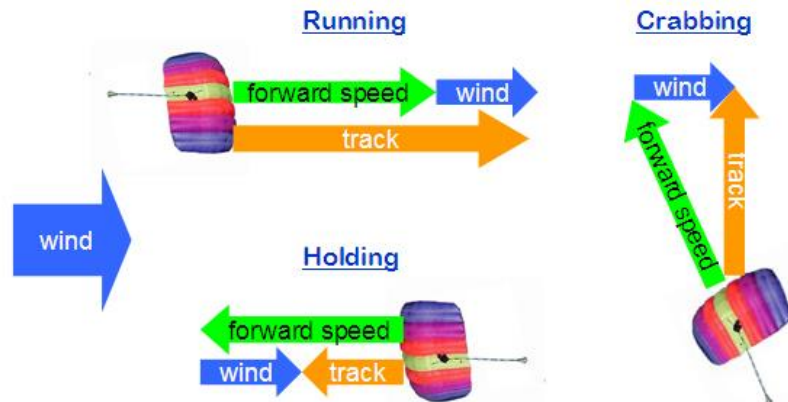 Running
forward speed
wind
track
wind
Holding
forward speed
wind
track
Crabbing
wind
forward speed
track